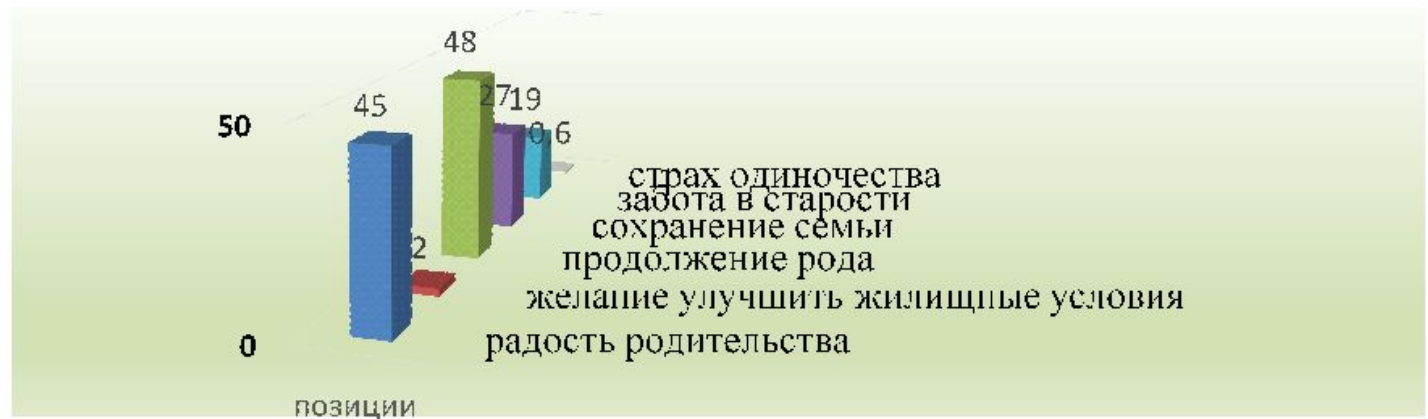 48
45
27
19
50
0,6
страх одиночества
забота в старости
сохранение семьи
2
продолжение рода
желание улучшить жилищные условия
0
радость родительства
позиции